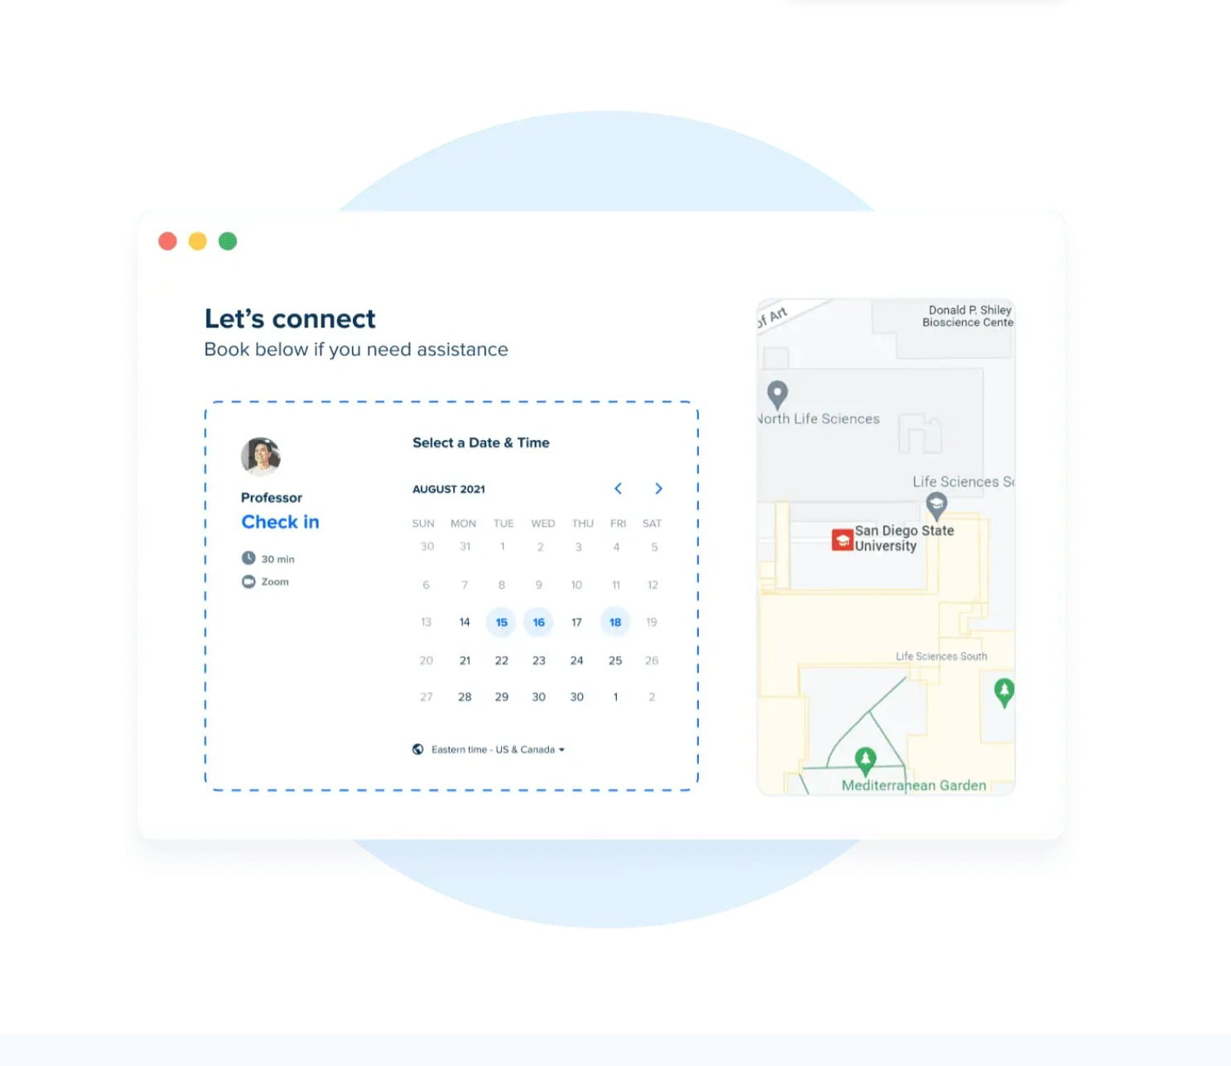 Let's connect
Book below if you need assistance
Professor
Check in
30 min
Zoom
Select a Date & Time
AUGUST 2021
SUN MON TUE WED THU FRI SAT
30 31 1 2 3 4 5
6 7 8 9 10 11 12
13 14 15 16 17 18 19
20 21 22 23 24 25 26
27 28 29 30 30 1 2
Eastern time - US & Canada
of Art
Donald P. Shiley
Bioscience Cente
North Life Sciences
Life Sciences So
San Diego State
University
Life Sciences South
Mediterranean Garden